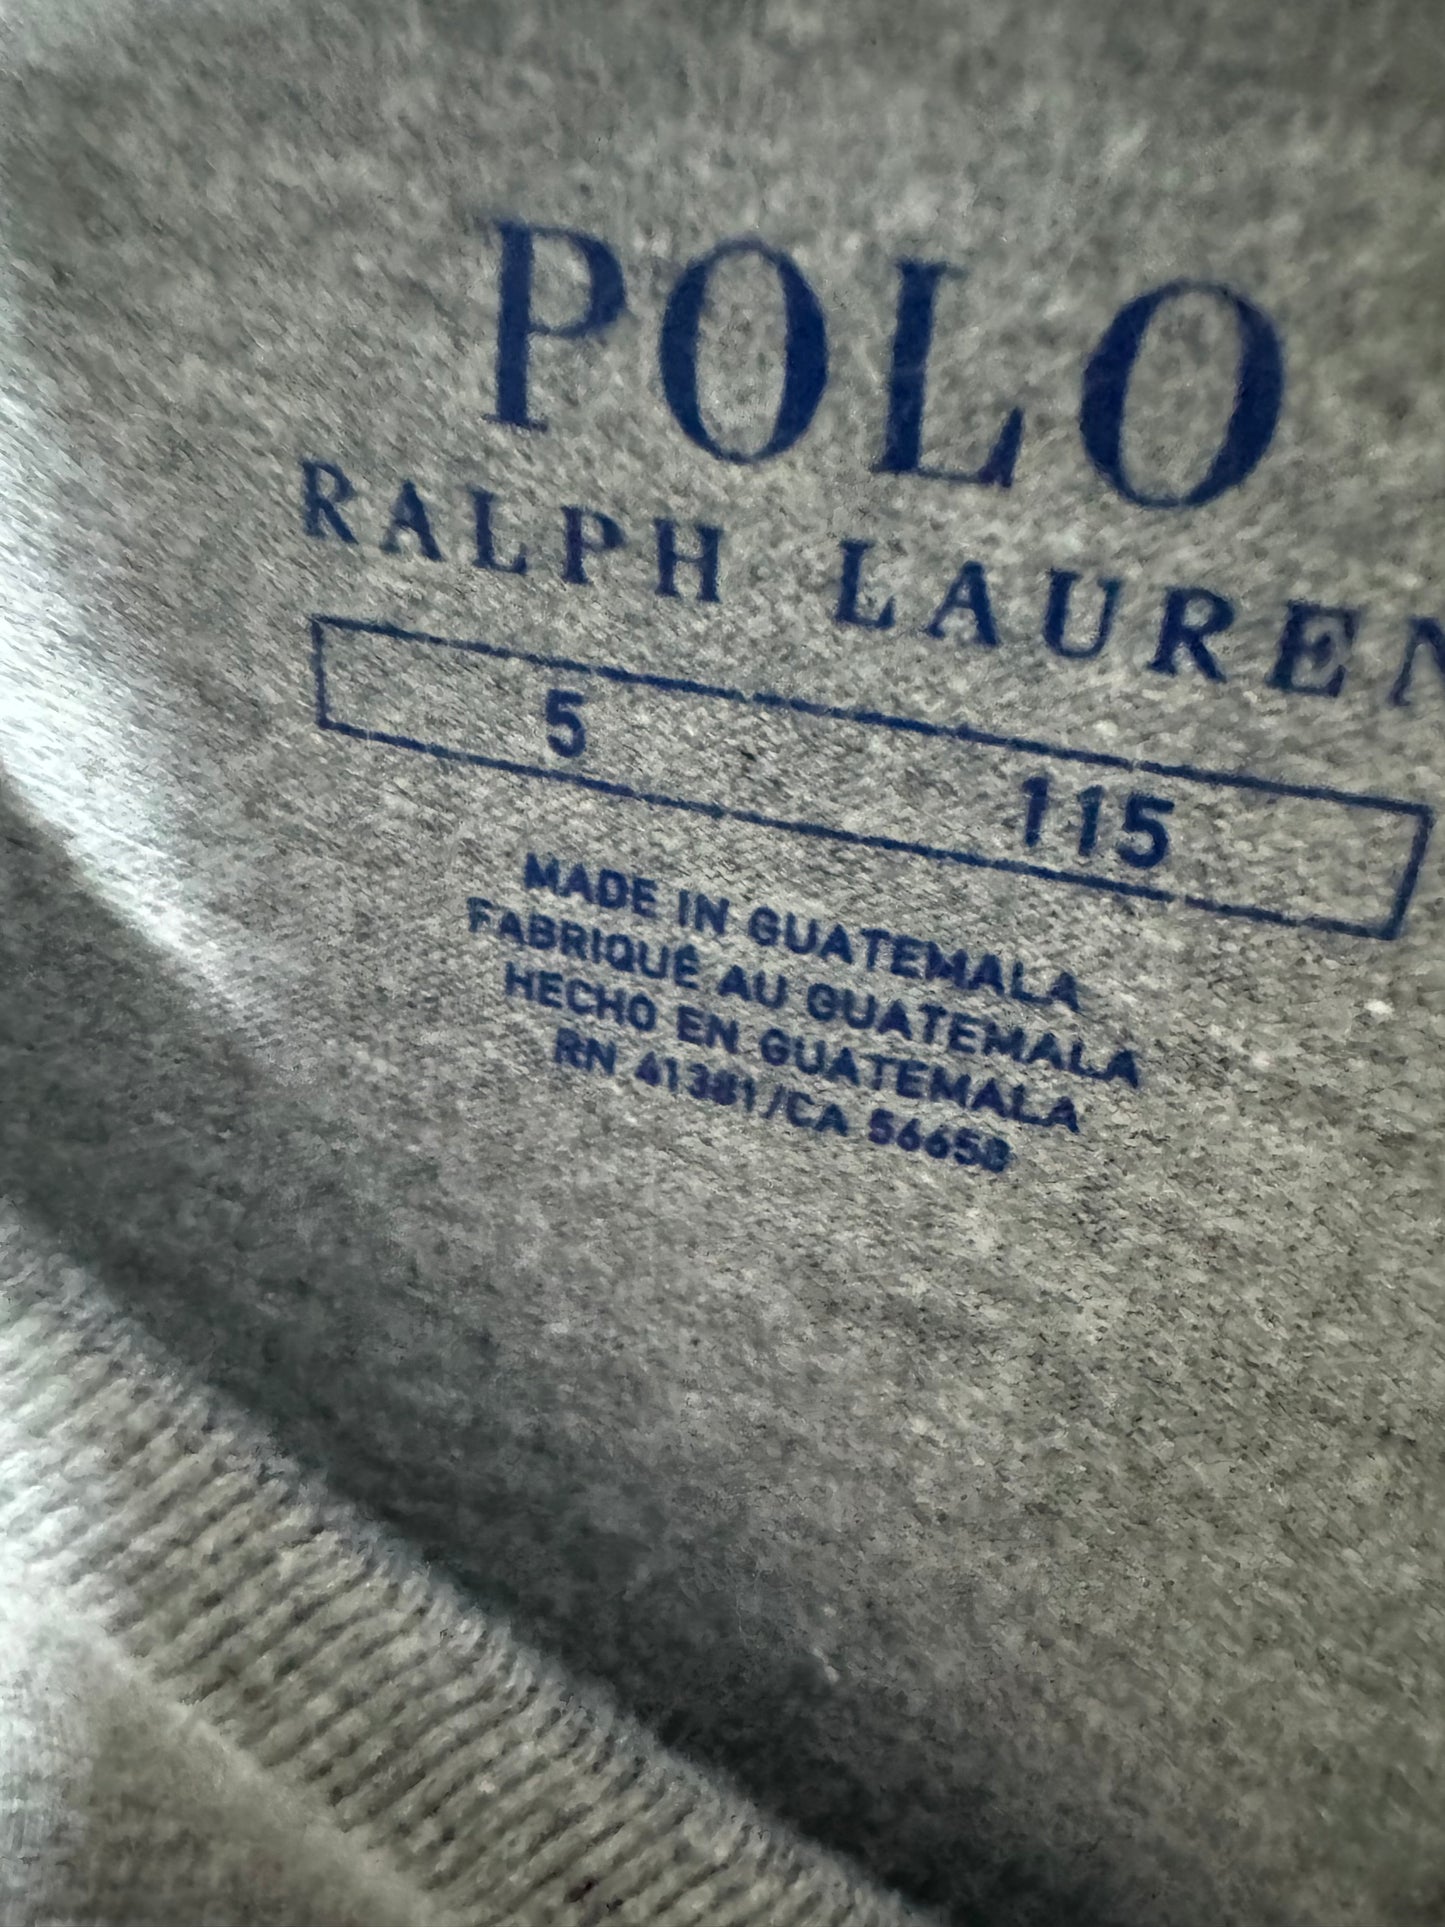 POLO
RALPH LAUREN
5 115
MADE IN GUATEMALA
FABRIQUÉ AU GUATEMALA
HECHO EN GUATEMALA
RN 41381/CA 56658